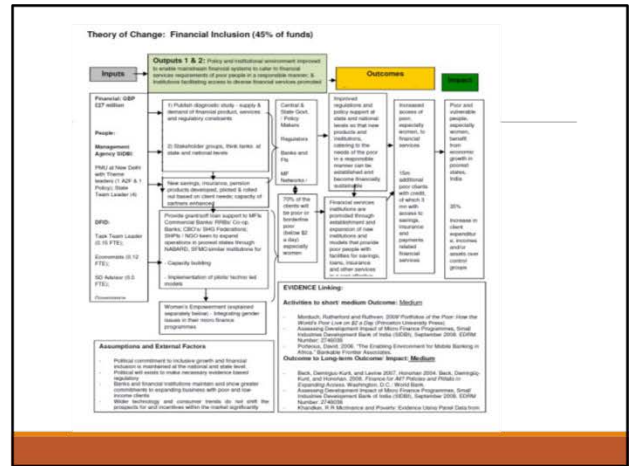 Theory of Change: Financial Inclusion (45% of funds)
Inputs
Outputs 1 & 2: Policy and institutional environment improved
to enable mainstream financial systems to cater in financial
services requirements of poor people in a responsible manner, &
Institutions facilitating access to diverse financial services promoted
Outcomes
Impact
Financial: GBP
£27 million
People:
Management
Agency SIDBI:
PMU at New Delhi
with Theme
leaders (1 AZF & 1
Policy); State
Team Leader (4)
DFID:
Task Team Leader
(0.15 FTE);
Economists (0.12
FTE);
SD Advisor (0.5
FTE);
Governance
1) Publish diagnostic study - supply &
demand of financial product, services
and regulatory constraints
2) Stakeholder groups, think tanks at
state and national levels
New savings, insurance, pension
products developed, piloted & rolled
out based on client needs; capacity of
partners enhanced
Provide grant/soft loan support to MFIs
Commercial Banks; RRBs; Co-op.
Banks, CBO's/ SHG Federations,
SHPIs / NGO teen to expand
operations in poorest states through
NABARD, SFMC/similar institutions for
- Capacity building
- Implementation of pilots/ techno led
models
Women's Empowerment (explained
separately below) - Integrating gender
issues in their micro finance
programmes
Central &
State Govt.
- Policy
Makers
Regulators
Banks and
FIs
MF
Networks /
70% of the
clients will
be poor or
borderline
poor
(below $2
a day)
especially
women
Improved
regulations and policy
support at state and
national levels so that new
products and
institutions,
catering to the
needs of the poor
in a responsible
manner can be
established and
become financially
sustainable
Financial services
institutions are
promoted through
establishment and
expansion of new
institutions and
models that provide
poor people with
facilities for savings,
loans, insurance
and other services
Increased
access of
poor,
especially
women, to
financial
services
15m
additional
poor clients
with credit,
of which 3
mn with
access to
savings,
insurance
and
payments
related
financial
services
Poor and
vulnerable
people,
especially
women,
benefit
from
economic
growth in
poorest
states,
India
35%
Increase in
client
expenditur
e, incomes
and/or
assets over
control
groups
EVIDENCE Linking:
Activities to short medium Outcome: Medium
- Morduch, Rutherford and Ruthven, 2009 Portfolios of the Poor: How the
World's Poor Live on $2 a Day (Princeton University Press)
- Assessing Development Impact of Micro Finance Programmes, Small
Industries Development Bank of India (SIDBI), September 2008, EDRM
Number: 2746036
- Porteous, David. 2006. "The Enabling Environment for Mobile Banking in
Africa." Bankable Frontier Associates.
Outcome to Long-term Outcome/ Impact: Medium
- Beck, Demirguc-Kunt, and Levine 2007, Honohan 2004. Beck, Demirgüç-
Kunt, and Honohan. 2008. Finance for All? Policies and Pitfalls in
Expanding Access. Washington, D.C.: World Bank.
- Assessing Development Impact of Micro Finance Programmes, Small
Industries Development Bank of India (SIDBI), September 2008, EDRM
Number: 2746036
- Khandker, R R Microfinance and Poverty: Evidence Using Panel Data from
Assumptions and External Factors
- Political commitment to inclusive growth and financial
inclusion is maintained at the national and state level.
- Political will exists to make necessary evidence based
regulatory
- Banks and financial institutions maintain and show greater
commitments to expanding business with poor and low
income clients
- Wider technology and consumer trends do not shift the
prospects for and incentives within the market significantly